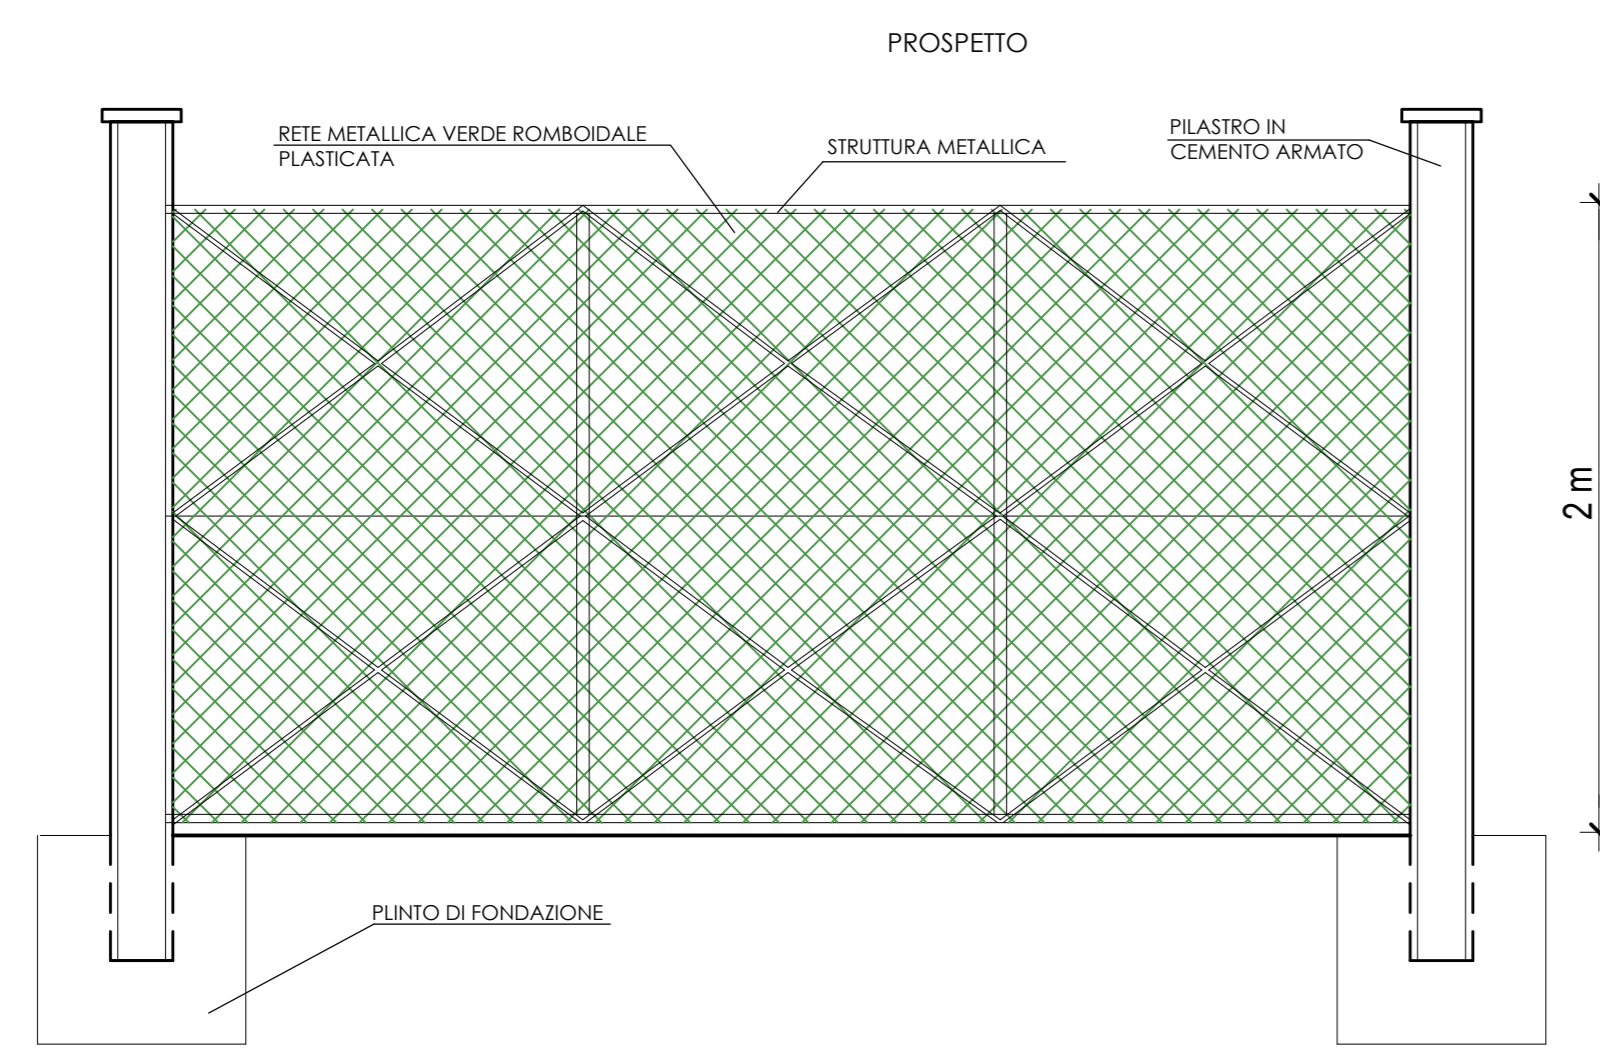 PROSPETTO
RETE METALLICA VERDE ROMBOIDALE
PLASTICATA
STRUTTURA METALLICA
PILASTRO IN
CEMENTO ARMATO
2 m
PLINTO DI FONDAZIONE